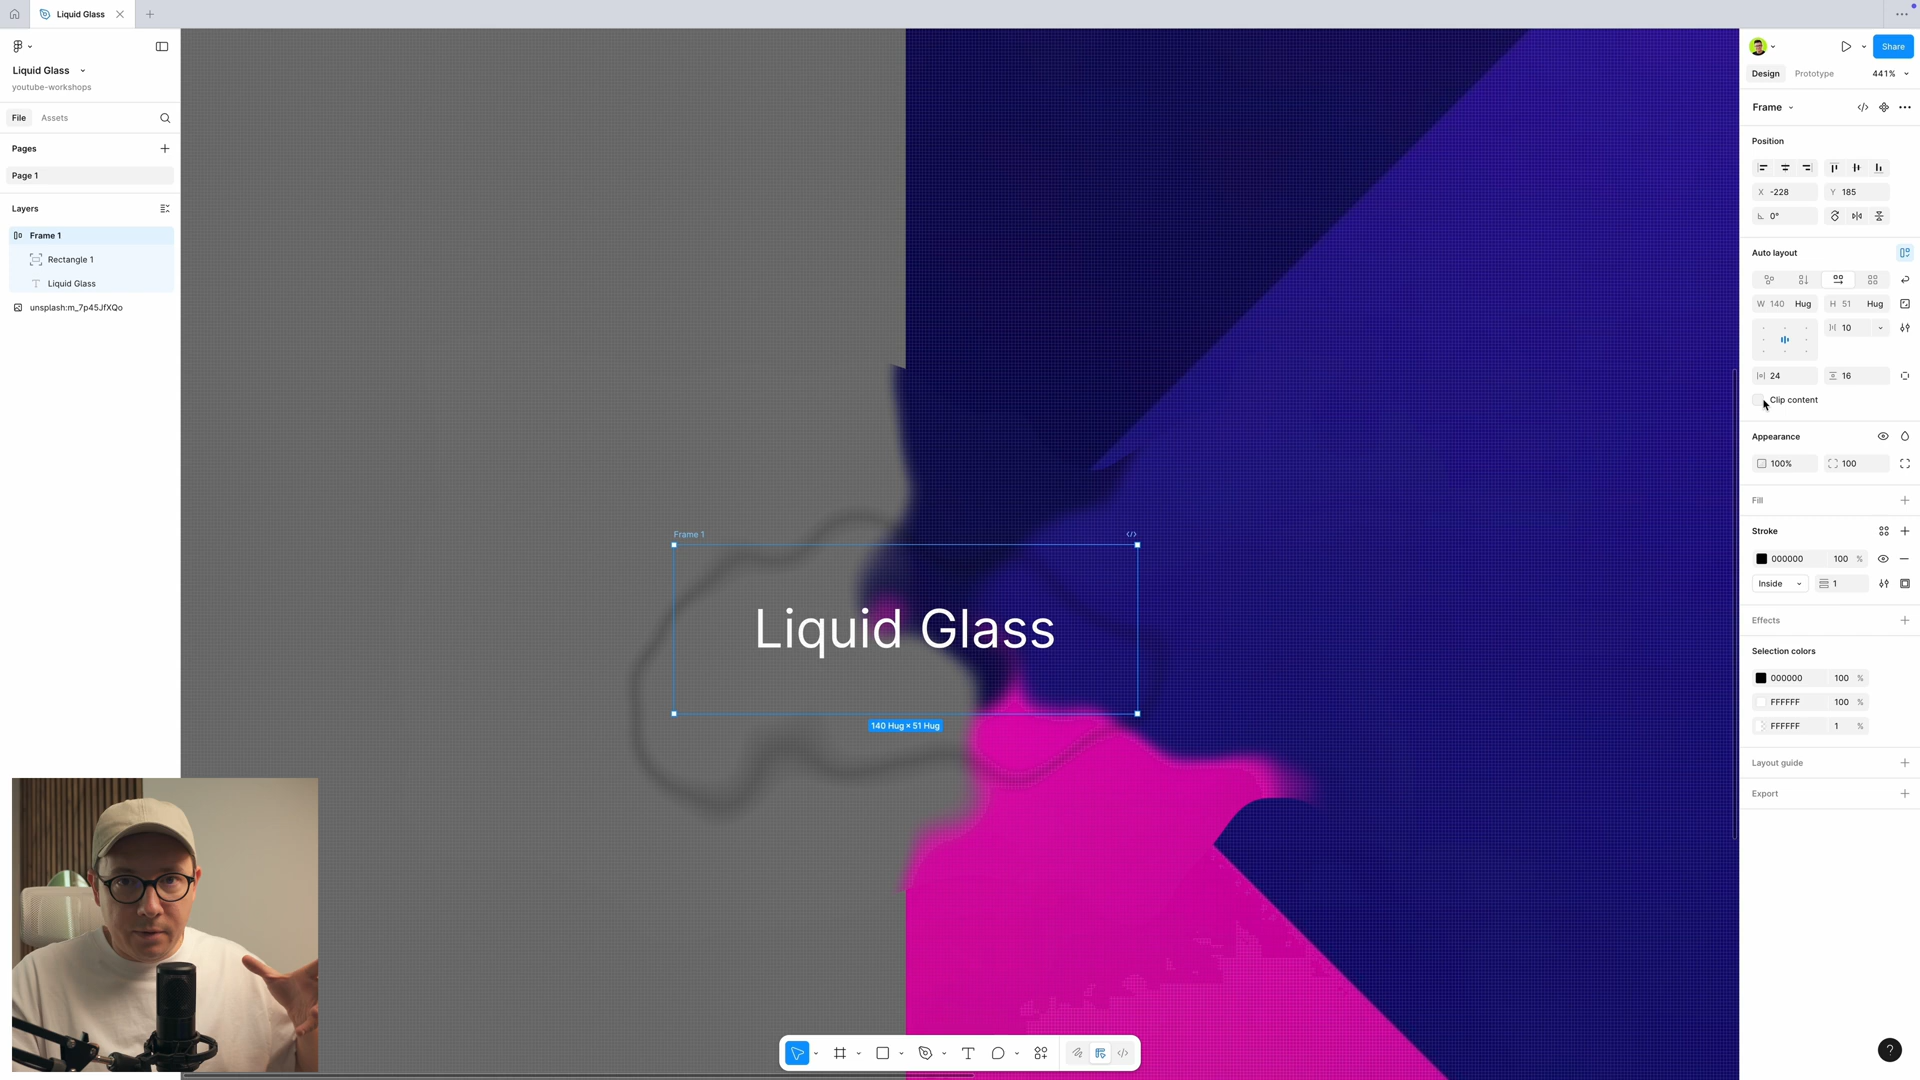 Liquid Glass
Liquid Glass
youtube-workshops
File
Assets
Pages
Page 1
Layers
Frame 1
Rectangle 1
Liquid Glass
unsplash:m_7p45JfXQo
Frame 1
Liquid Glass
140 Hug × 51 Hug
Share
Design
Prototype
441%
Frame
Position
X -228
Y 185
0°
Auto layout
W 140 Hug
H 51 Hug
10
24
16
Clip content
Appearance
100%
100
Fill
Stroke
000000 100 %
Inside
1
Effects
Selection colors
000000 100 %
FFFFFF 100 %
FFFFFF 1 %
Layout guide
Export
?